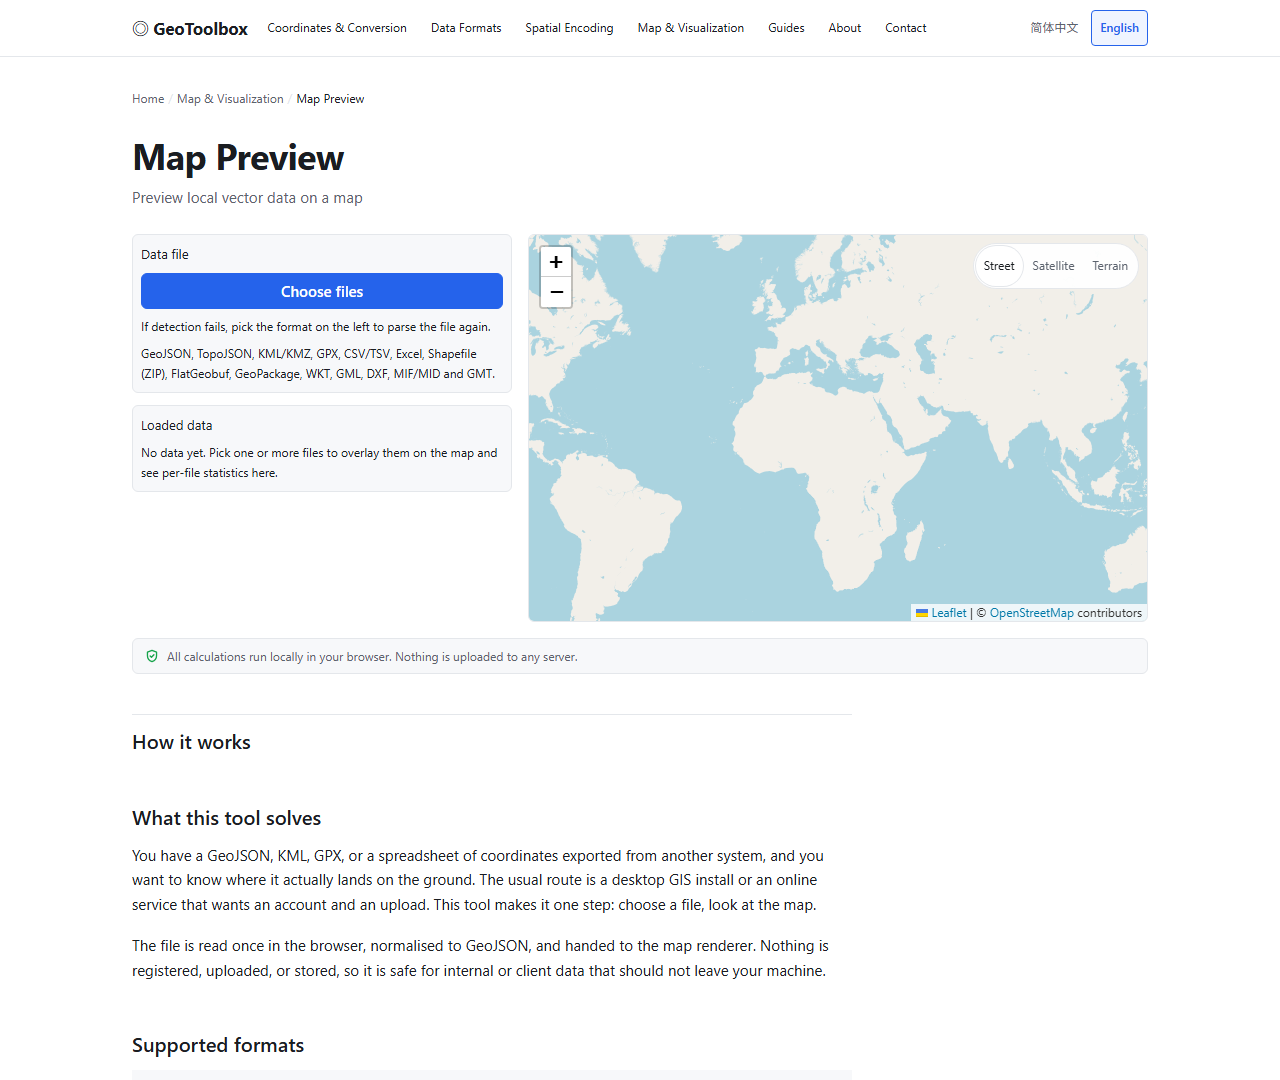 GeoToolbox
Coordinates & Conversion
Data Formats
Spatial Encoding
Map & Visualization
Guides
About
Contact
简体中文
English
Home / Map & Visualization / Map Preview
Map Preview
Preview local vector data on a map
Data file
Choose files
If detection fails, pick the format on the left to parse the file again.
GeoJSON, TopoJSON, KML/KMZ, GPX, CSV/TSV, Excel, Shapefile
(ZIP), FlatGeobuf, GeoPackage, WKT, GML, DXF, MIF/MID and GMT.
Loaded data
No data yet. Pick one or more files to overlay them on the map and
see per-file statistics here.
+
−
Street
Satellite
Terrain
Leaflet | © OpenStreetMap contributors
All calculations run locally in your browser. Nothing is uploaded to any server.
How it works
What this tool solves
You have a GeoJSON, KML, GPX, or a spreadsheet of coordinates exported from another system, and you
want to know where it actually lands on the ground. The usual route is a desktop GIS install or an online
service that wants an account and an upload. This tool makes it one step: choose a file, look at the map.
The file is read once in the browser, normalised to GeoJSON, and handed to the map renderer. Nothing is
registered, uploaded, or stored, so it is safe for internal or client data that should not leave your machine.
Supported formats